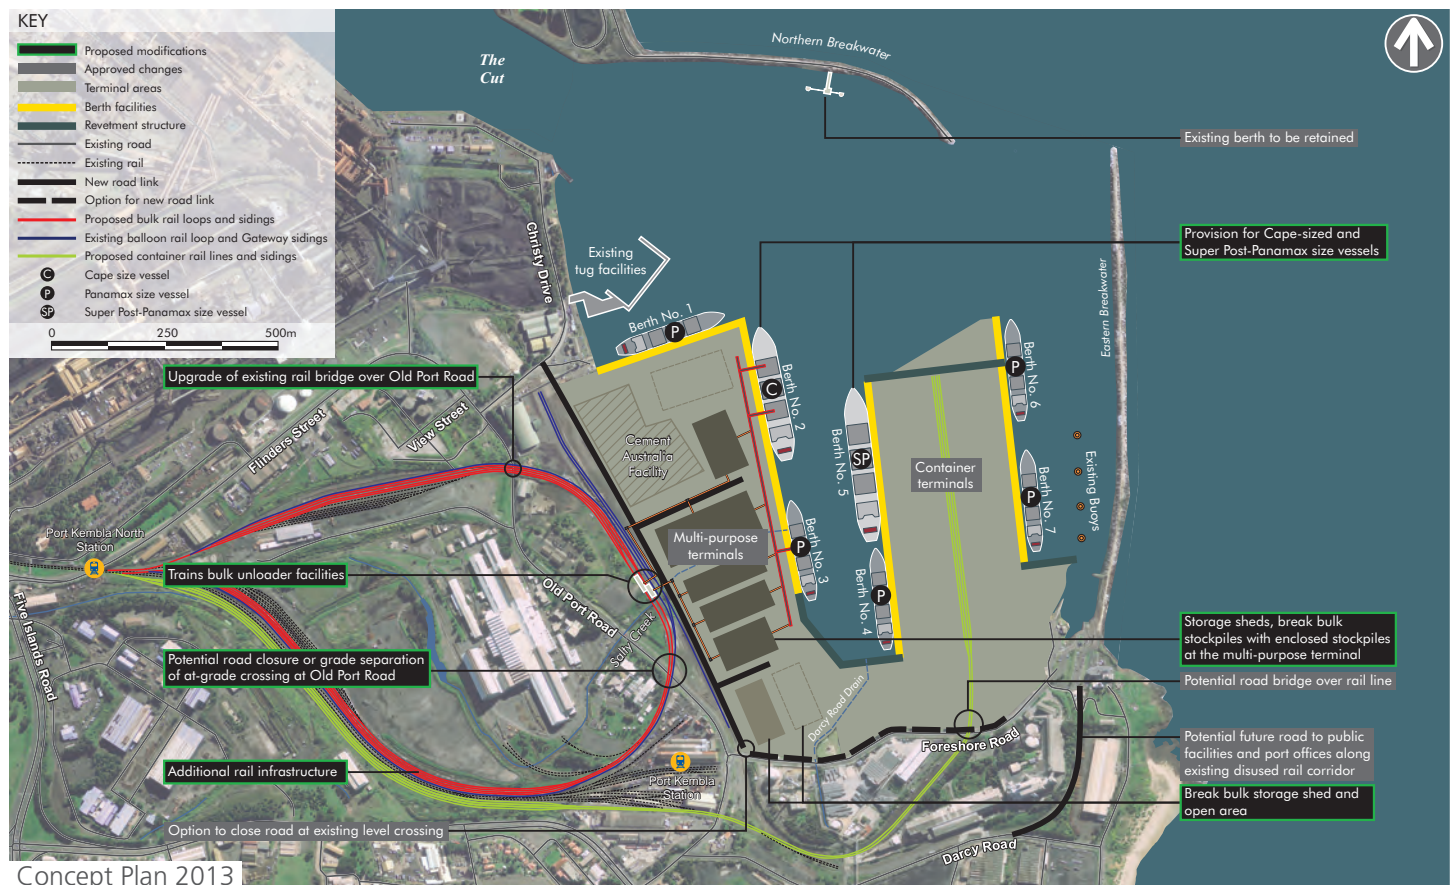 KEY
Proposed modifications
Approved changes
Terminal areas
Berth facilities
Revetment structure
Existing road
Existing rail
New road link
Option for new road link
Proposed bulk rail loops and sidings
Existing balloon rail loop and Gateway sidings
Proposed container rail lines and sidings
C Cape size vessel
P Panamax size vessel
SP Super Post-Panamax size vessel
0 250 500m
The
Cut
Northern Breakwater
Existing berth to be retained
Provision for Cape-sized and
Super Post-Panamax size vessels
Eastern Breakwater
Christy Drive
Existing
tug facilities
Berth No. 1
P
Berth No. 2
C
Berth No. 3
P
Berth No. 4
P
Berth No. 5
SP
Berth No. 6
P
Berth No. 7
P
Existing Buoys
Upgrade of existing rail bridge over Old Port Road
Flinders Street
View Street
Cement
Australia
Facility
Container
terminals
Multi-purpose
terminals
Port Kembla North
Station
Trains bulk unloader facilities
Old Port Road
Salty Creek
Five Islands Road
Potential road closure or grade separation
of at-grade crossing at Old Port Road
Storage sheds, break bulk
stockpiles with enclosed stockpiles
at the multi-purpose terminal
Potential road bridge over rail line
Darcy Road Drain
Foreshore Road
Potential future road to public
facilities and port offices along
existing disused rail corridor
Additional rail infrastructure
Port Kembla
Station
Break bulk storage shed and
open area
Option to close road at existing level crossing
Darcy Road
Concept Plan 2013